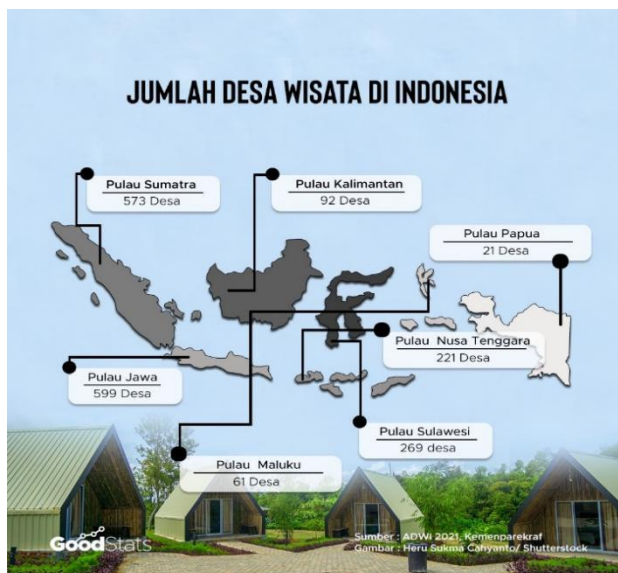 JUMLAH DESA WISATA DI INDONESIA
Pulau Sumatra
573 Desa
Pulau Kalimantan
92 Desa
Pulau Papua
21 Desa
Pulau Nusa Tenggara
221 Desa
Pulau Jawa
599 Desa
Pulau Sulawesi
269 desa
Pulau Maluku
61 Desa
GoodStats
Sumber : ADWI 2021, Kemenparekraf
Gambar : Heru Sukma Cahyanto/ Shutterstock